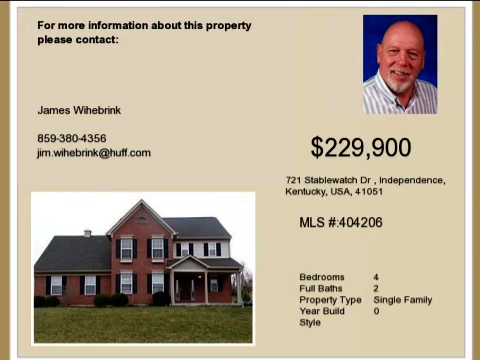 For more information about this property
please contact:
James Wihebrink
859-380-4356
jim.wihebrink@huff.com
$229,900
721 Stablewatch Dr , Independence,
Kentucky, USA, 41051
MLS #:404206
Bedrooms 4
Full Baths 2
Property Type Single Family
Year Build 0
Style